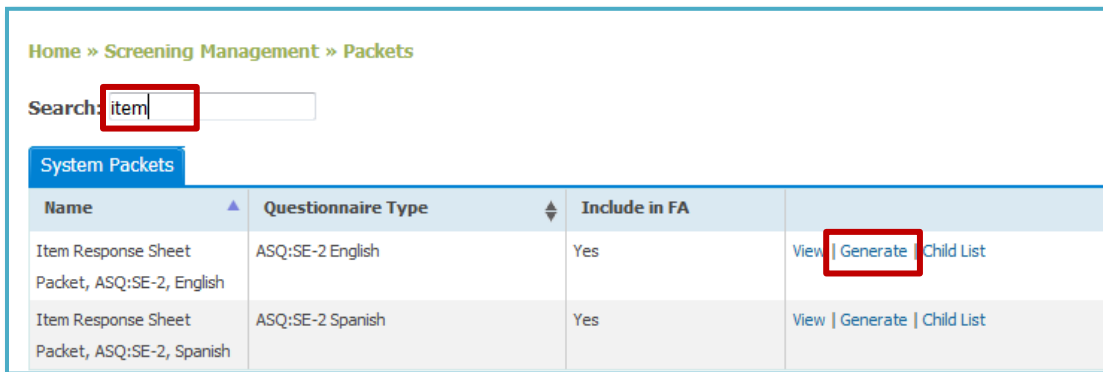 Home » Screening Management » Packets
Search: item
System Packets
Name Questionnaire Type Include in FA
Item Response Sheet ASQ:SE-2 English Yes View | Generate | Child List
Packet, ASQ:SE-2, English
Item Response Sheet ASQ:SE-2 Spanish Yes View | Generate | Child List
Packet, ASQ:SE-2, Spanish